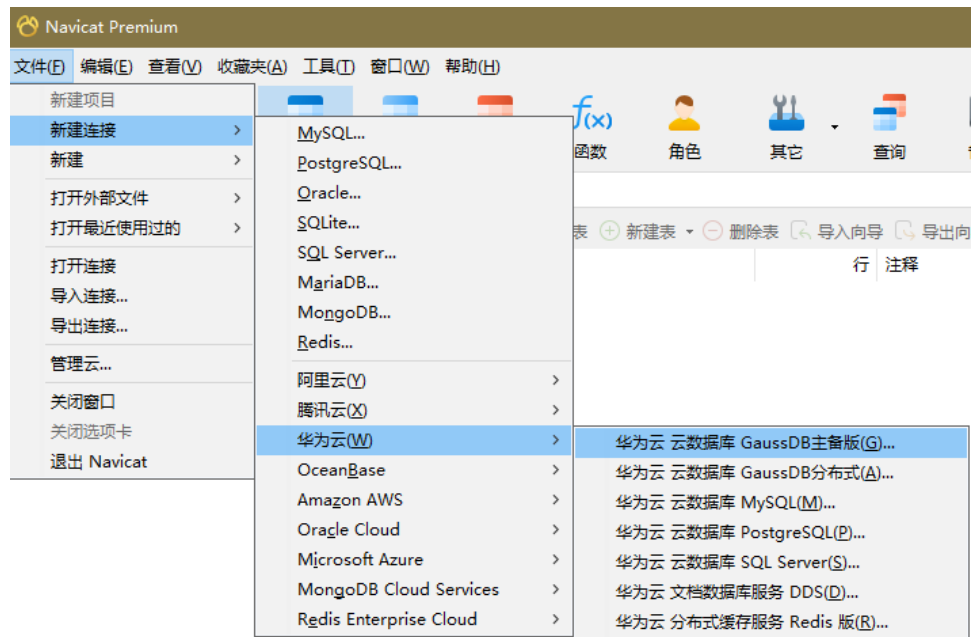 Navicat Premium
文件(F) 编辑(E) 查看(V) 收藏夹(A) 工具(T) 窗口(W) 帮助(H)
新建项目
新建连接
新建
打开外部文件
打开最近使用过的
打开连接
导入连接...
导出连接...
管理云...
关闭窗口
关闭选项卡
退出 Navicat
MySQL...
PostgreSQL...
Oracle...
SQLite...
SQL Server...
MariaDB...
MongoDB...
Redis...
阿里云(Y)
腾讯云(X)
华为云(W)
OceanBase
Amazon AWS
Oracle Cloud
Microsoft Azure
MongoDB Cloud Services
Redis Enterprise Cloud
华为云 云数据库 GaussDB主备版(G)...
华为云 云数据库 GaussDB分布式(A)...
华为云 云数据库 MySQL(M)...
华为云 云数据库 PostgreSQL(P)...
华为云 云数据库 SQL Server(S)...
华为云 文档数据库服务 DDS(D)...
华为云 分布式缓存服务 Redis 版(R)...
f(x)
函数 角色 其它 查询
表 新建表 删除表 导入向导 导出向
行 注释